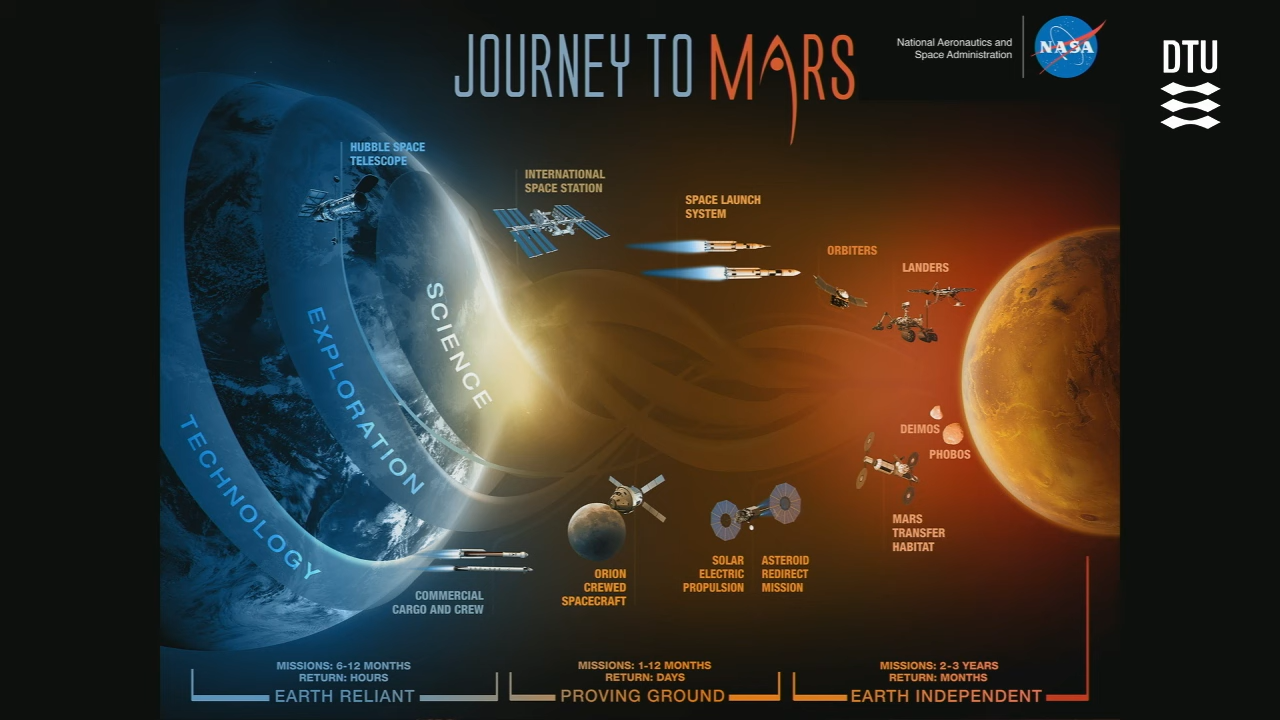 JOURNEY TO MARS
National Aeronautics and
Space Administration
NASA
DTU
HUBBLE SPACE
TELESCOPE
INTERNATIONAL
SPACE STATION
SPACE LAUNCH
SYSTEM
ORBITERS
LANDERS
SCIENCE
EXPLORATION
TECHNOLOGY
DEIMOS
PHOBOS
MARS
TRANSFER
HABITAT
SOLAR
ELECTRIC
PROPULSION
ASTEROID
REDIRECT
MISSION
ORION
CREWED
SPACECRAFT
COMMERCIAL
CARGO AND CREW
MISSIONS: 6-12 MONTHS
RETURN: HOURS
EARTH RELIANT
MISSIONS: 1-12 MONTHS
RETURN: DAYS
PROVING GROUND
MISSIONS: 2-3 YEARS
RETURN: MONTHS
EARTH INDEPENDENT